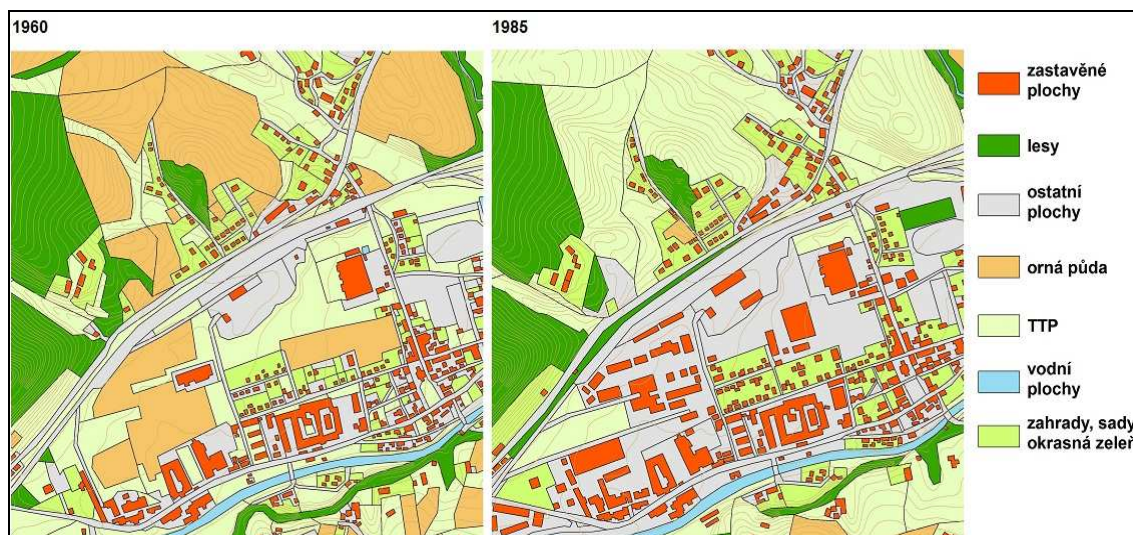 1960
1985
zastavěné
plochy
lesy
ostatní
plochy
orná půda
TTP
vodní
plochy
zahrady, sady
okrasná zeleň